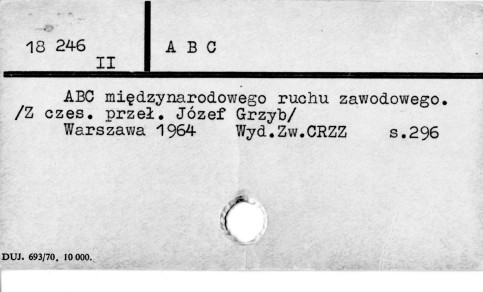 18 246
II
A B C
ABC międzynarodowego ruchu zawodowego.
/Z czes. przeł. Józef Grzyb/
Warszawa 1964 Wyd.Zw.CRZZ s.296
DUJ. 693/70, 10 000.